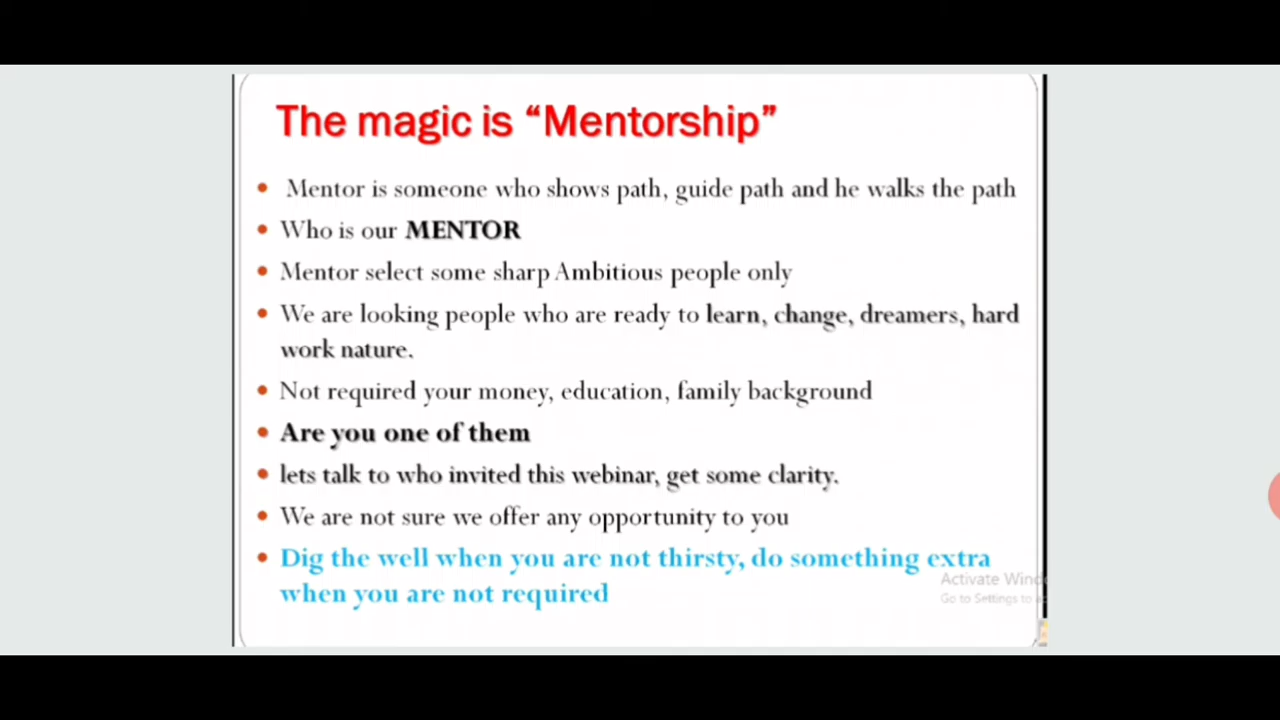 The magic is “Mentorship”
• Mentor is someone who shows path, guide path and he walks the path
• Who is our MENTOR
• Mentor select some sharp Ambitious people only
• We are looking people who are ready to learn, change, dreamers, hard
work nature.
• Not required your money, education, family background
• Are you one of them
• lets talk to who invited this webinar, get some clarity.
• We are not sure we offer any opportunity to you
• Dig the well when you are not thirsty, do something extra
when you are not required
Activate Wind
Go to Settings to